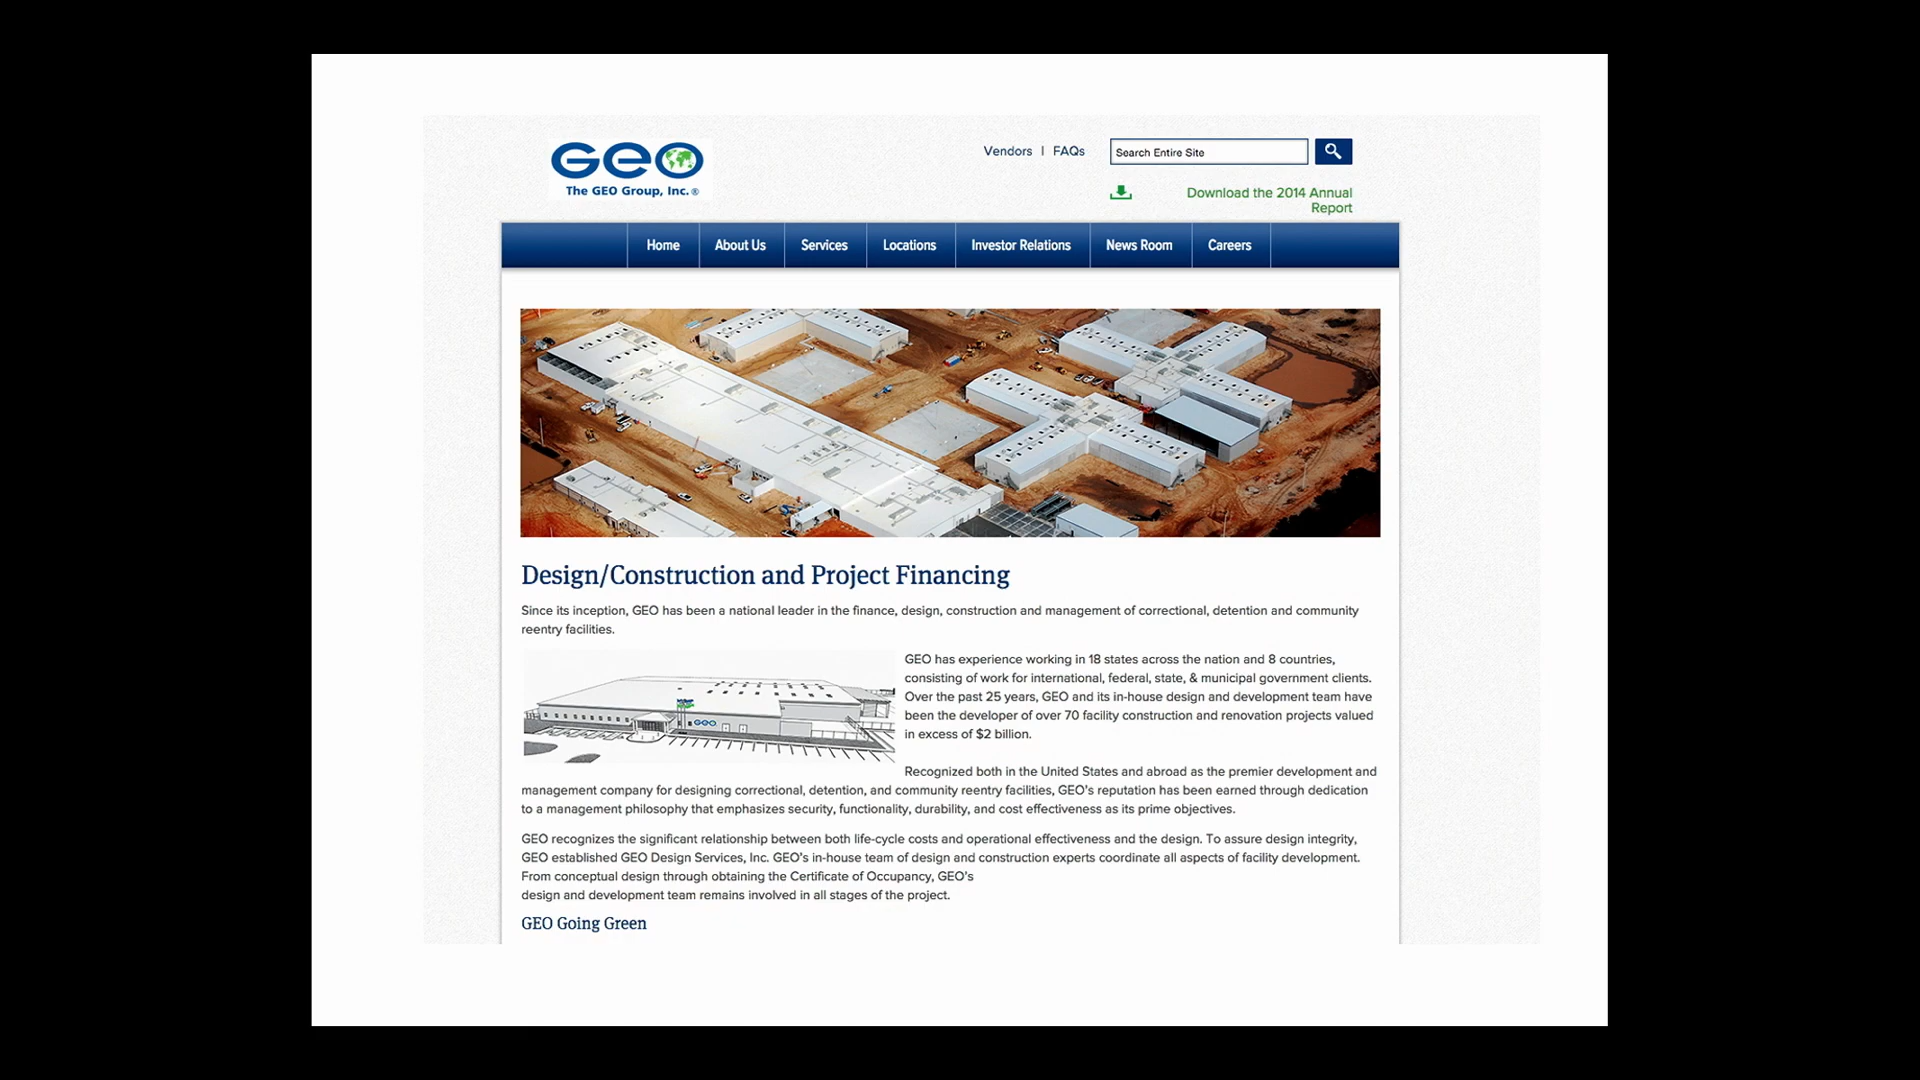 GEO
The GEO Group, Inc.®
Vendors | FAQs
Search Entire Site
Download the 2014 Annual
Report
Home About Us Services Locations Investor Relations News Room Careers
Design/Construction and Project Financing
Since its inception, GEO has been a national leader in the finance, design, construction and management of correctional, detention and community
reentry facilities.
GEO
GEO has experience working in 18 states across the nation and 8 countries,
consisting of work for international, federal, state, & municipal government clients.
Over the past 25 years, GEO and its in-house design and development team have
been the developer of over 70 facility construction and renovation projects valued
in excess of $2 billion.
Recognized both in the United States and abroad as the premier development and
management company for designing correctional, detention, and community reentry facilities, GEO's reputation has been earned through dedication
to a management philosophy that emphasizes security, functionality, durability, and cost effectiveness as its prime objectives.
GEO recognizes the significant relationship between both life-cycle costs and operational effectiveness and the design. To assure design integrity,
GEO established GEO Design Services, Inc. GEO's in-house team of design and construction experts coordinate all aspects of facility development.
From conceptual design through obtaining the Certificate of Occupancy, GEO's
design and development team remains involved in all stages of the project.
GEO Going Green